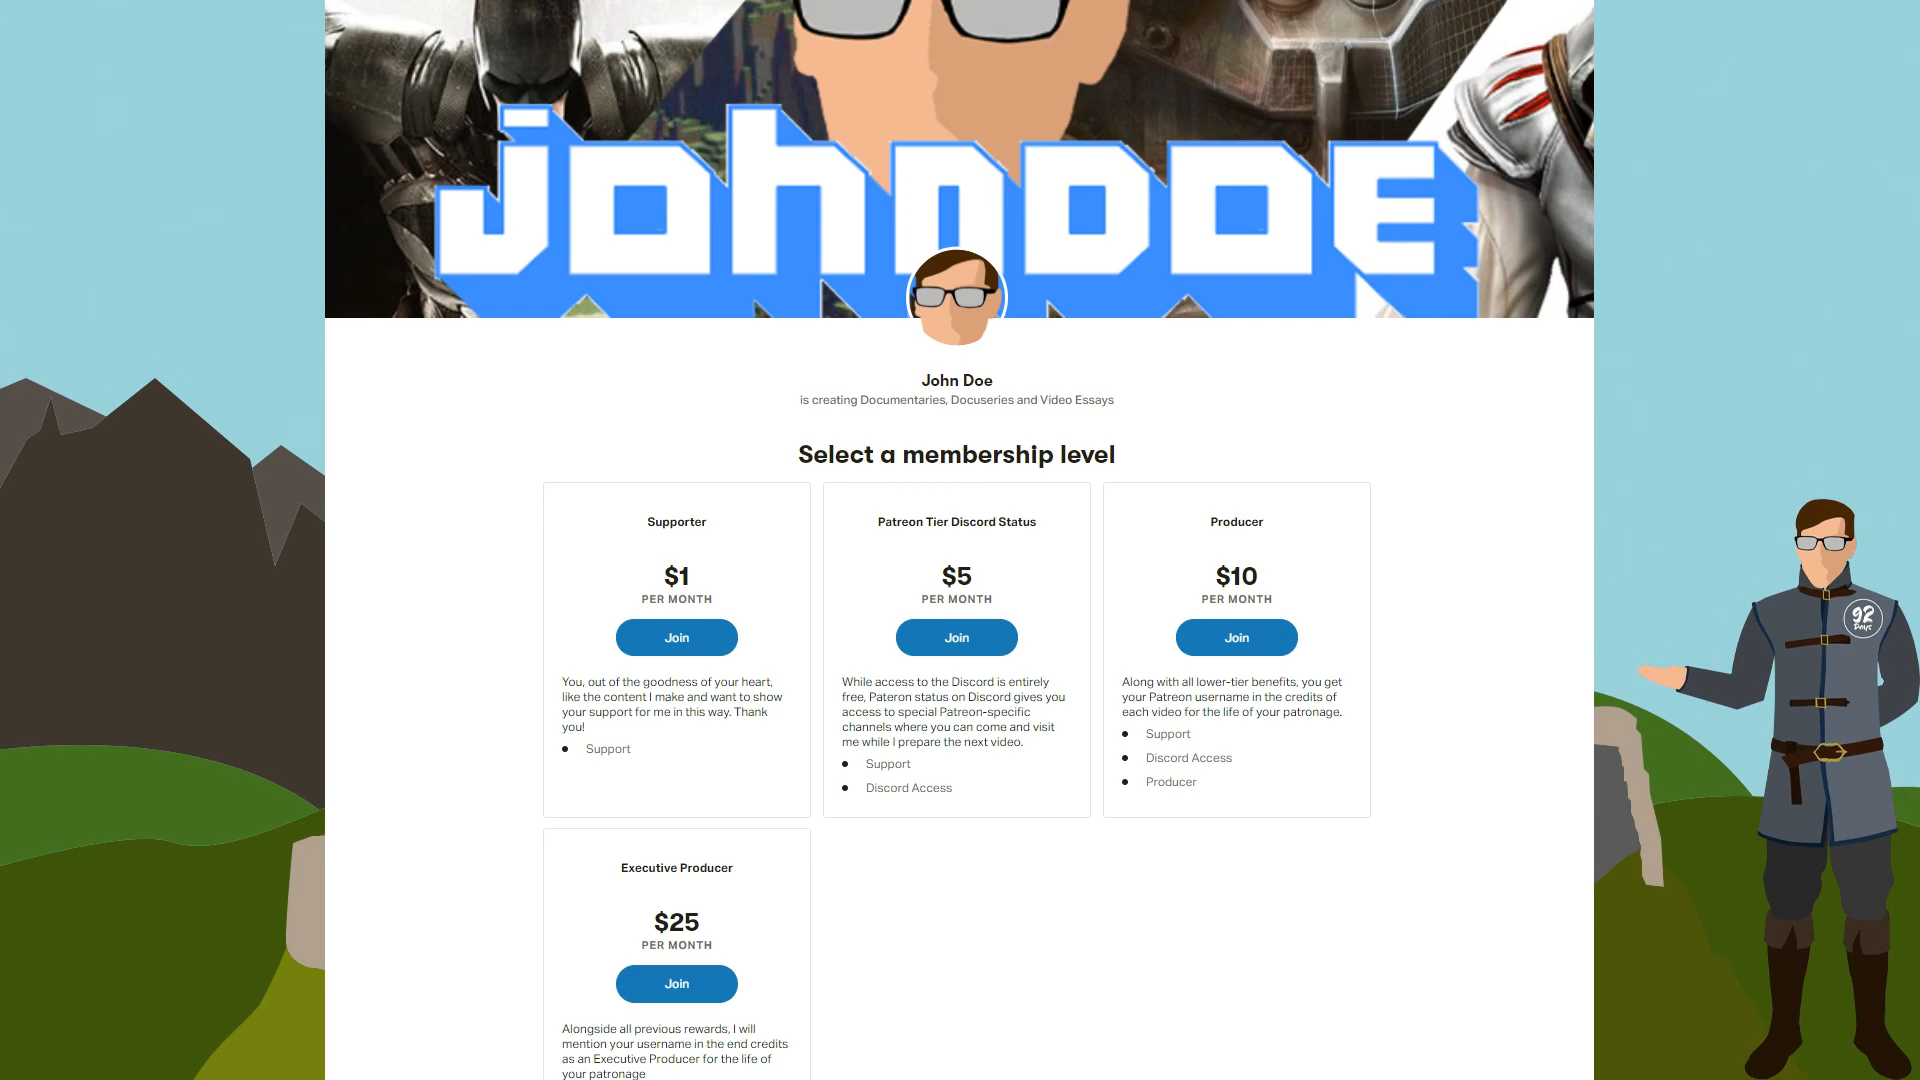 johnDOE
John Doe
is creating Documentaries, Docuseries and Video Essays
Select a membership level
Supporter
$1
PER MONTH
Join
You, out of the goodness of your heart,
like the content I make and want to show
your support for me in this way. Thank
you!
Support
Patreon Tier Discord Status
$5
PER MONTH
Join
While access to the Discord is entirely
free, Pateron status on Discord gives you
access to special Patreon-specific
channels where you can come and visit
me while I prepare the next video.
Support
Discord Access
Producer
$10
PER MONTH
Join
Along with all lower-tier benefits, you get
your Patreon username in the credits of
each video for the life of your patronage.
Support
Discord Access
Producer
Executive Producer
$25
PER MONTH
Join
Alongside all previous rewards, I will
mention your username in the end credits
as an Executive Producer for the life of
your patronage
92
Days